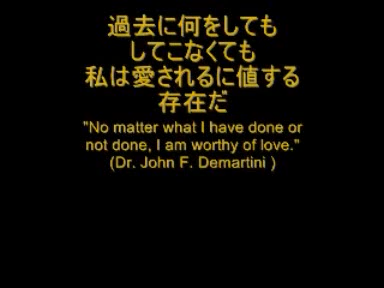 過去に何をしても
してこなくても
私は愛されるに値する
存在だ
"No matter what I have done or
not done, I am worthy of love."
(Dr. John F. Demartini )